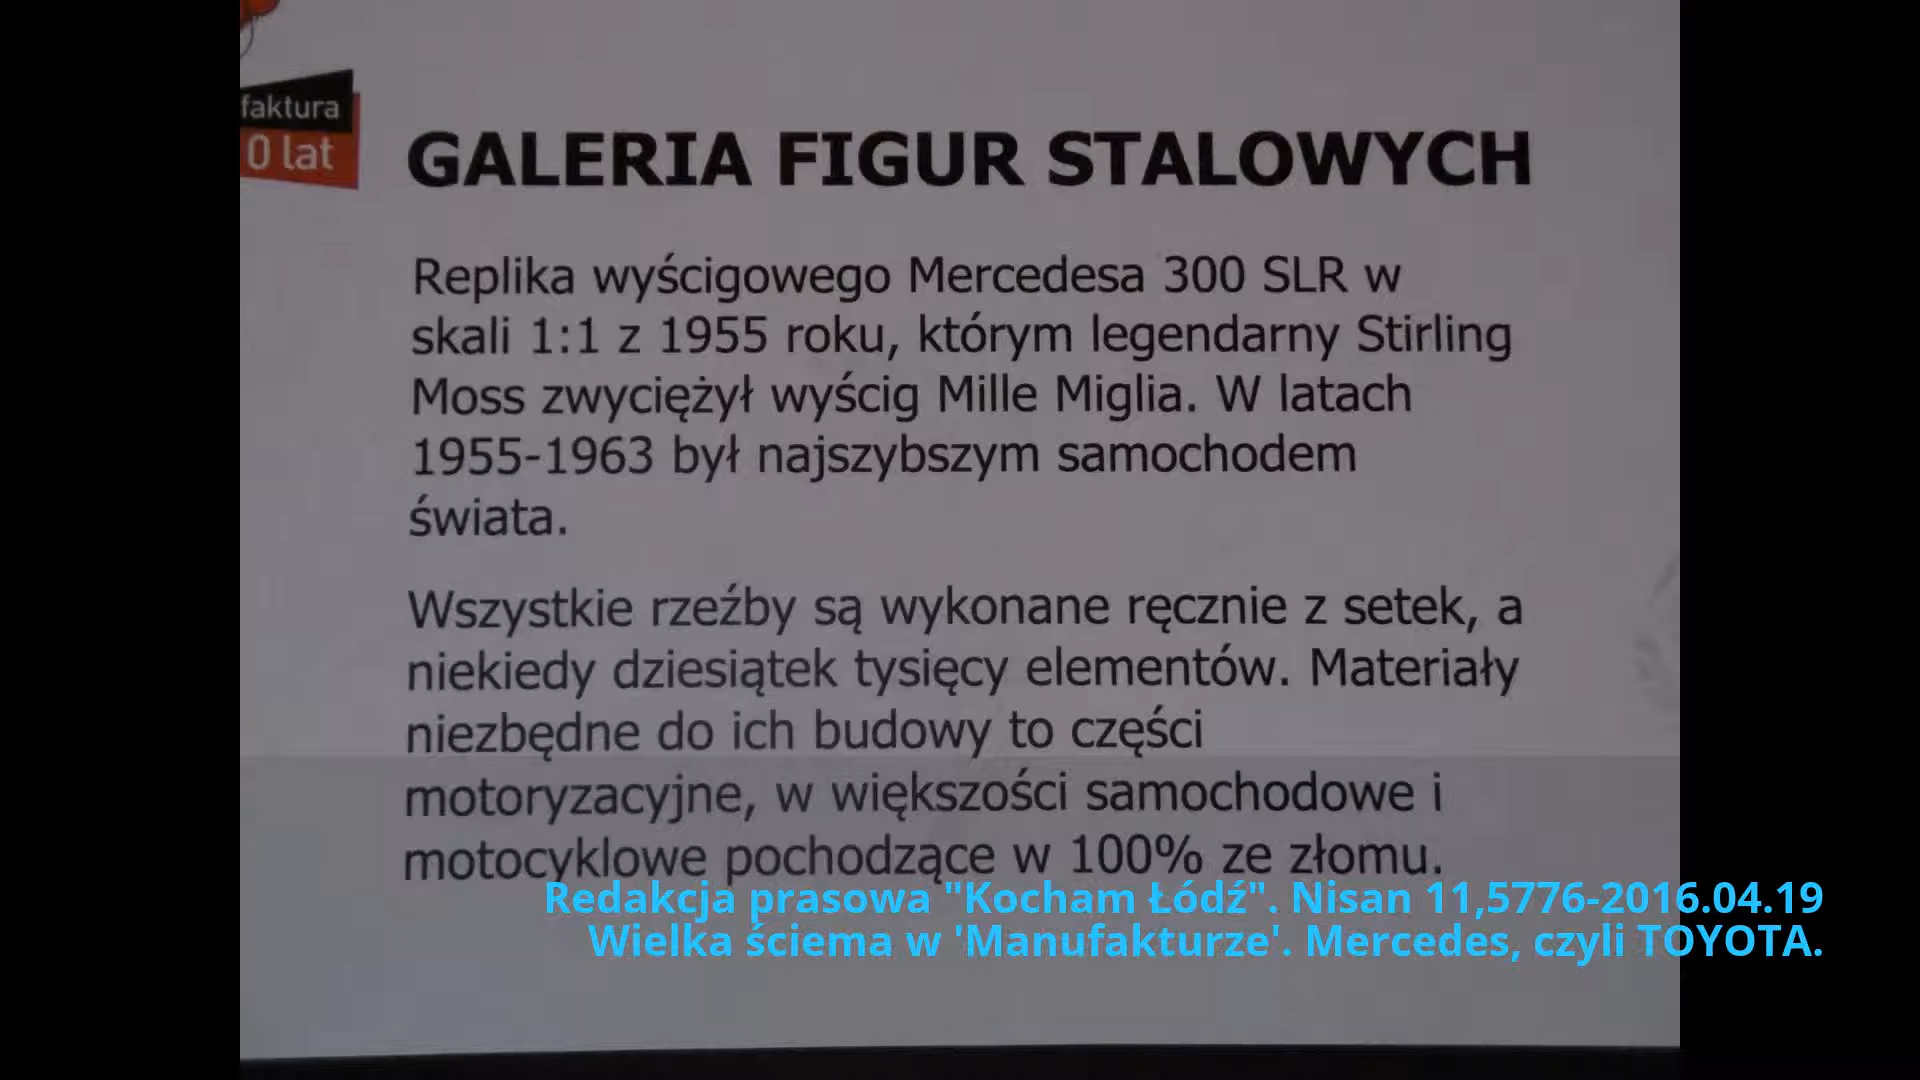 faktura
0 lat
GALERIA FIGUR STALOWYCH
Replika wyścigowego Mercedesa 300 SLR w
skali 1:1 z 1955 roku, którym legendarny Stirling
Moss zwyciężył wyścig Mille Miglia. W latach
1955-1963 był najszybszym samochodem
świata.
Wszystkie rzeźby są wykonane ręcznie z setek, a
niekiedy dziesiątek tysięcy elementów. Materiały
niezbędne do ich budowy to części
motoryzacyjne, w większości samochodowe i
motocyklowe pochodzące w 100% ze złomu.
Redakcja prasowa "Kocham Łódź". Nisan 11,5776-2016.04.19
Wielka ściema w 'Manufakturze'. Mercedes, czyli TOYOTA.